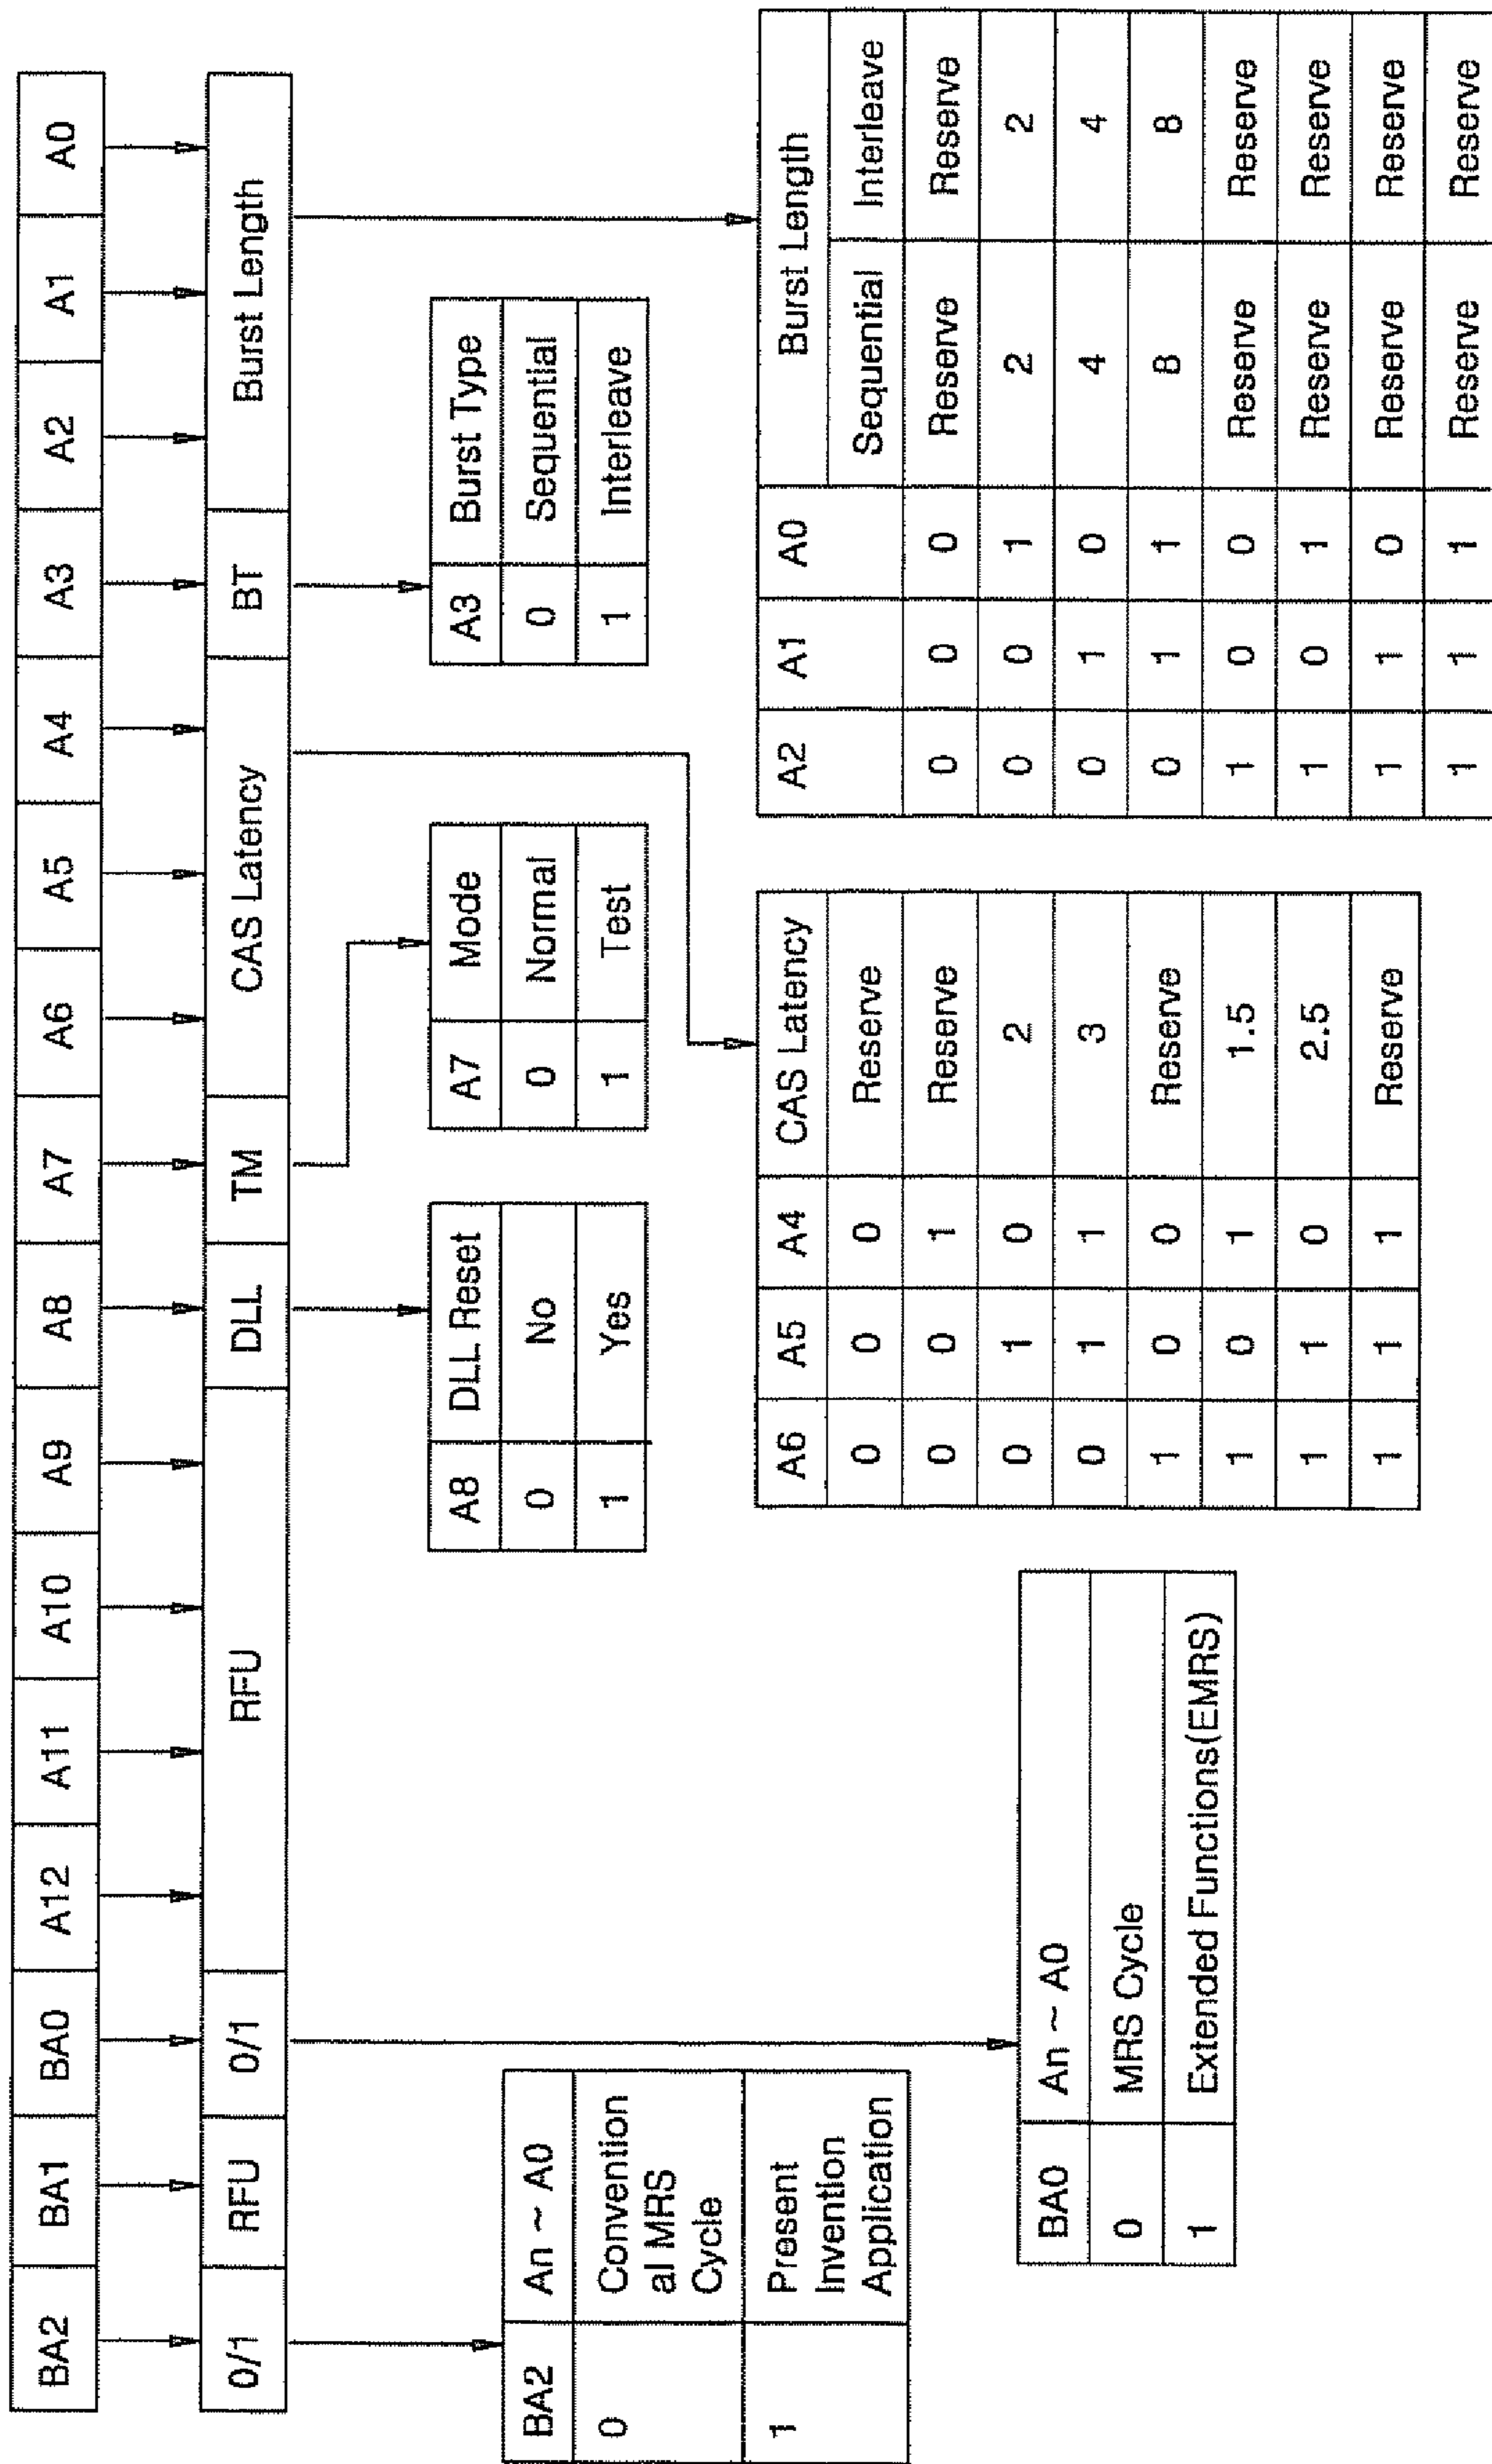 BA2 BA1 BA0 A12 A11 A10 A9 A8 A7 A6 A5 A4 A3 A2 A1 A0
0/1 RFU 0/1 RFU DLL TM CAS Latency BT Burst Length
A8 DLL Reset
0 No
1 Yes
A7 Mode
0 Normal
1 Test
A3 Burst Type
0 Sequential
1 Interleave
BA2 An ~ A0
0 Convention
al MRS
Cycle
1 Present
Invention
Application
BA0 An ~ A0
0 MRS Cycle
1 Extended Functions(EMRS)
A6 A5 A4 CAS Latency
0 0 0 Reserve
0 0 1 Reserve
0 1 0 2
0 1 1 3
1 0 0 Reserve
1 0 1 1.5
1 1 0 2.5
1 1 1 Reserve
A2 A1 A0 Burst Length
Sequential Interleave
0 0 0 Reserve Reserve
0 0 1 2 2
0 1 0 4 4
0 1 1 8 8
1 0 0 Reserve Reserve
1 0 1 Reserve Reserve
1 1 0 Reserve Reserve
1 1 1 Reserve Reserve